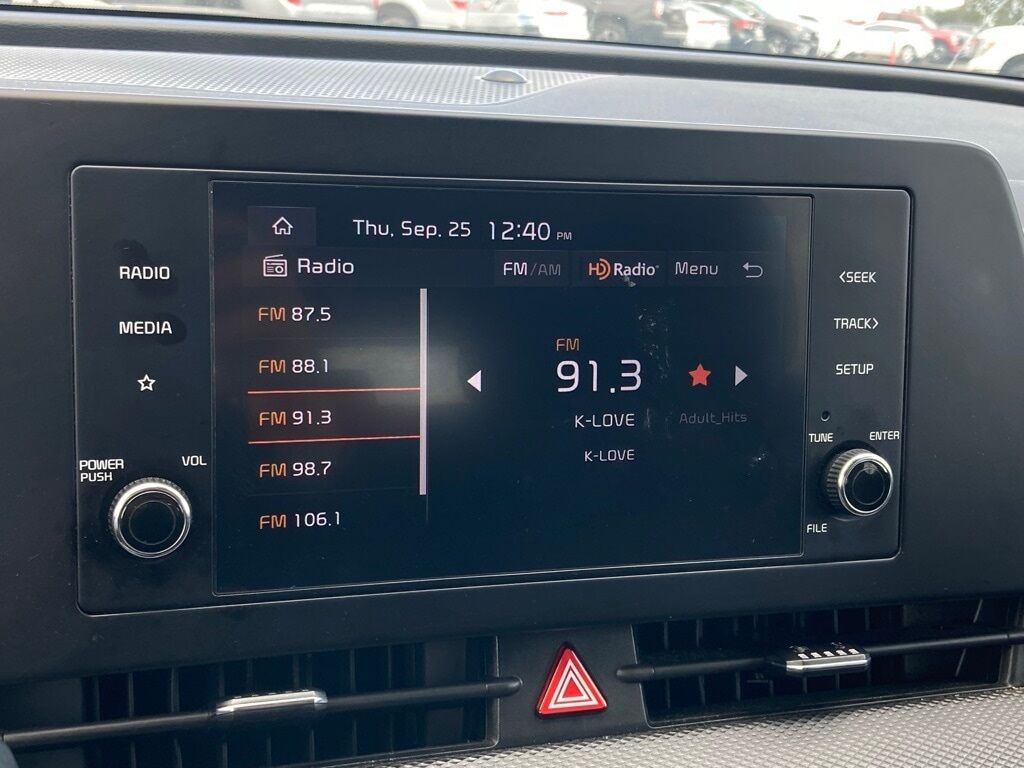 Thu, Sep. 25 12:40 PM
Radio FM/AM HD Radio Menu
RADIO
MEDIA
POWER PUSH VOL
FM 87.5
FM 88.1
FM 91.3
FM 98.7
FM 106.1
FM
91.3
K-LOVE Adult_Hits
K-LOVE
<SEEK
TRACK>
SETUP
TUNE ENTER
FILE